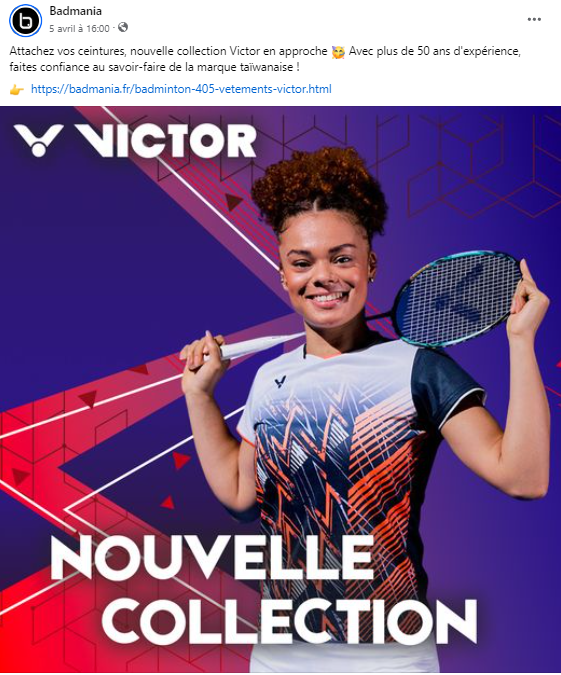 Badmania
5 avril à 16:00 ·
Attachez vos ceintures, nouvelle collection Victor en approche 🥳 Avec plus de 50 ans d'expérience,
faites confiance au savoir-faire de la marque taïwanaise !
👉 https://badmania.fr/badminton-405-vetements-victor.html
VICTOR
NOUVELLE
COLLECTION